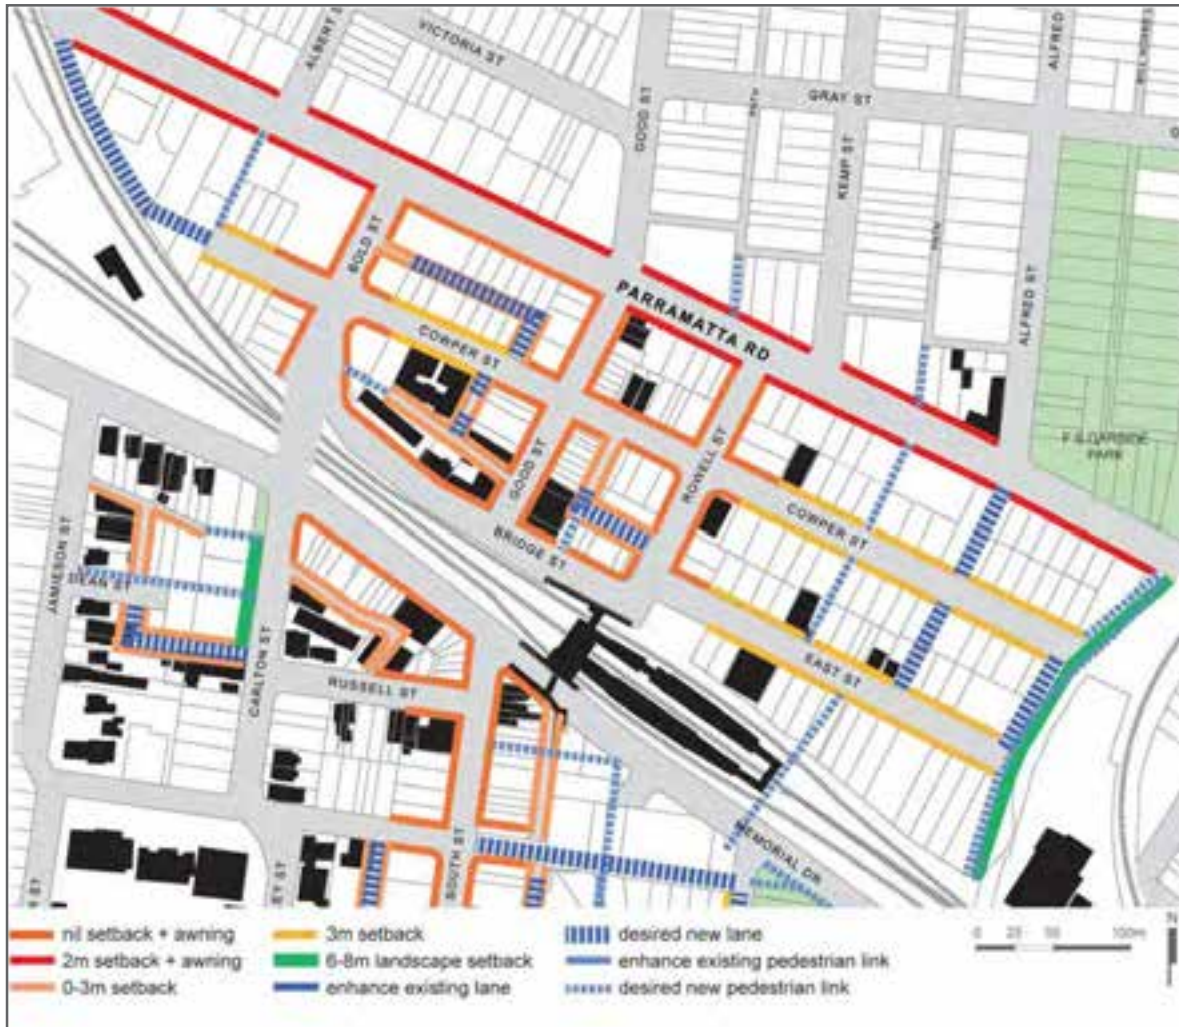 ALBERT S
VICTORIA ST
GOOD ST
GRAY ST
ALFRED
KEMP ST
ALFRED ST
BOLD ST
PARRAMATTA RD
COWPER ST
F S GARSIDE
PARK
GOOD ST
ROWELL ST
COWPER ST
BRIDGE ST
JAMIESON ST
DEAN ST
EAST ST
CARLTON ST
RUSSELL ST
MEMORIAL DR
SOUTH ST
nil setback + awning
2m setback + awning
0-3m setback
3m setback
6-8m landscape setback
enhance existing lane
desired new lane
enhance existing pedestrian link
desired new pedestrian link
0 25 50 100m
N